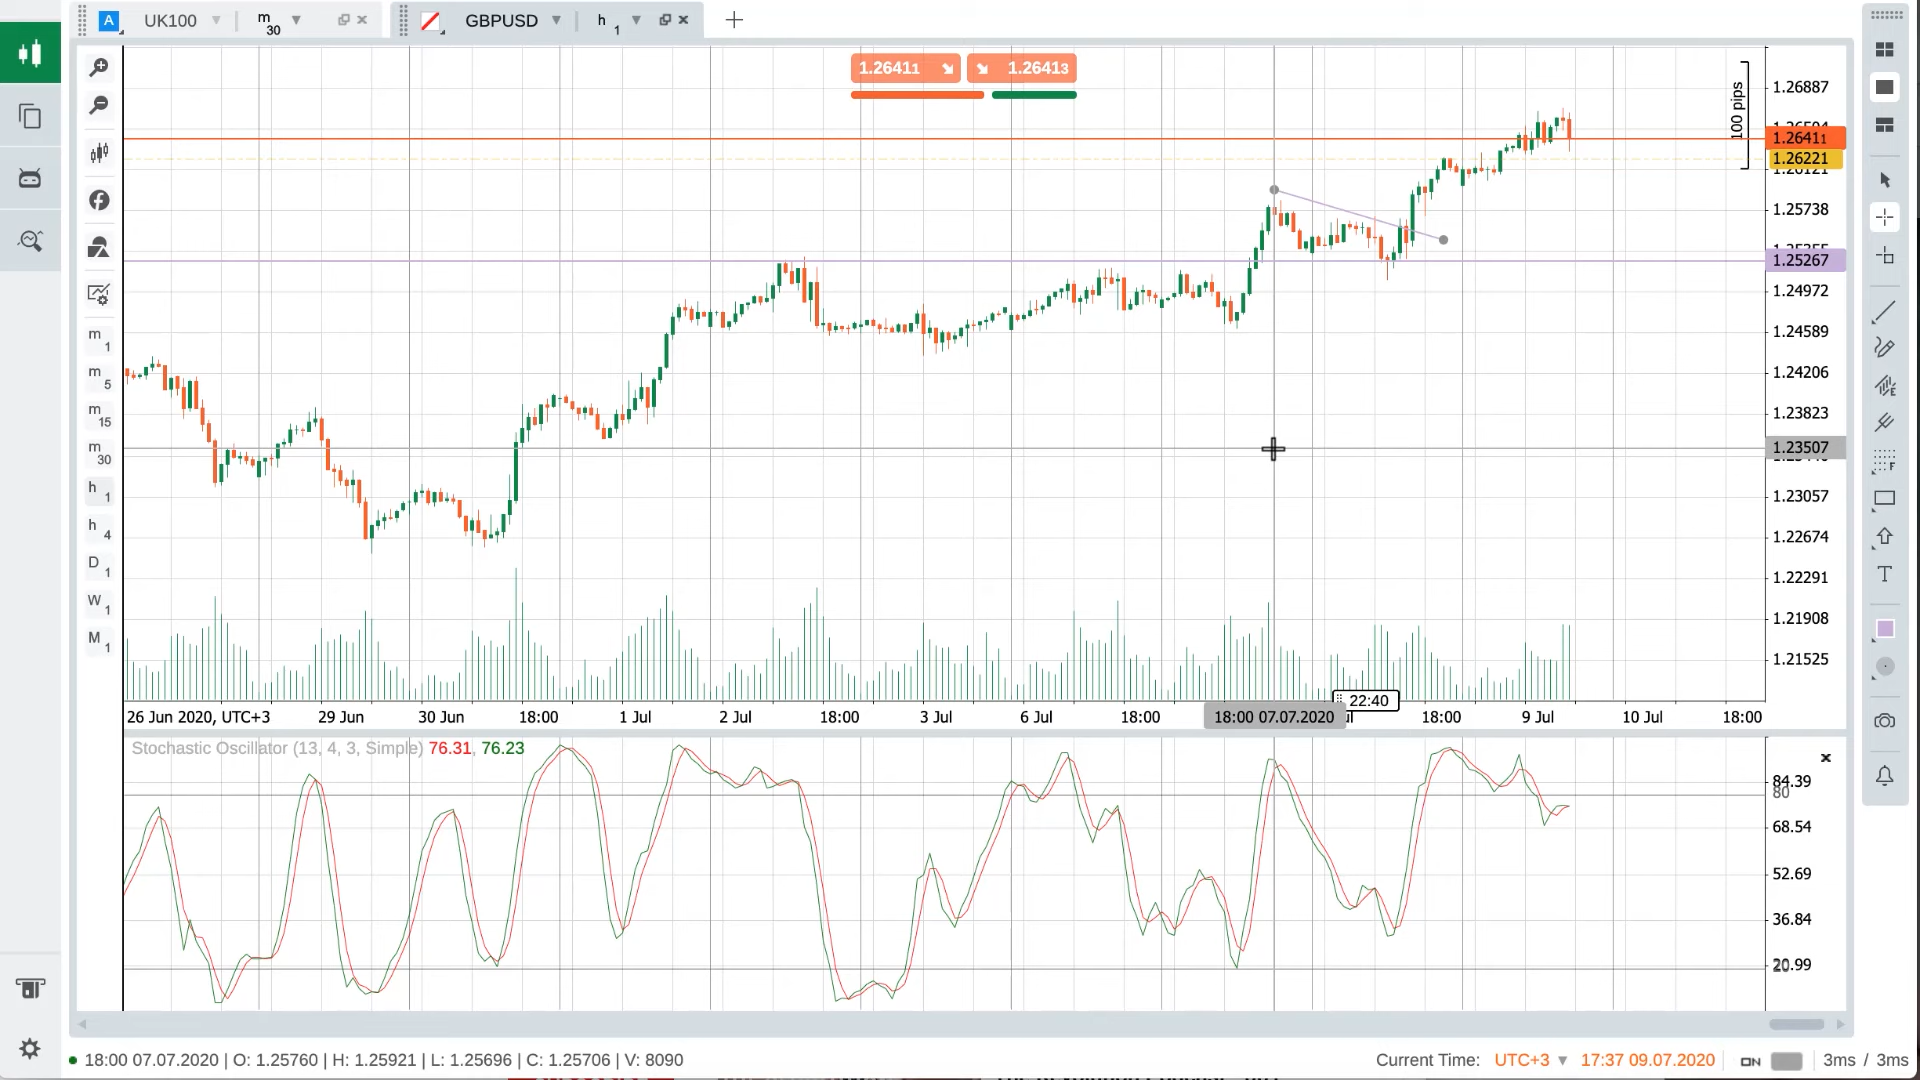 A UK100 m 30 GBPUSD h 1
1.26411 1.26413
100 pips
1.26887
1.26411
1.26221
1.26121
1.25738
1.25267
1.24972
1.24589
1.24206
1.23823
1.23507
1.23057
1.22674
1.22291
1.21908
1.21525
m 1
m 5
m 15
m 30
h 1
h 4
D 1
W 1
M 1
E
F
T
22:40
26 Jun 2020, UTC+3 29 Jun 30 Jun 18:00 1 Jul 2 Jul 18:00 3 Jul 6 Jul 18:00 18:00 07.07.2020 18:00 9 Jul 10 Jul 18:00
Stochastic Oscillator (13, 4, 3, Simple) 76.31, 76.23
84.39
80
68.54
52.69
36.84
20.99
18:00 07.07.2020 | O: 1.25760 | H: 1.25921 | L: 1.25696 | C: 1.25706 | V: 8090
Current Time: UTC+3 17:37 09.07.2020 ON 3ms / 3ms